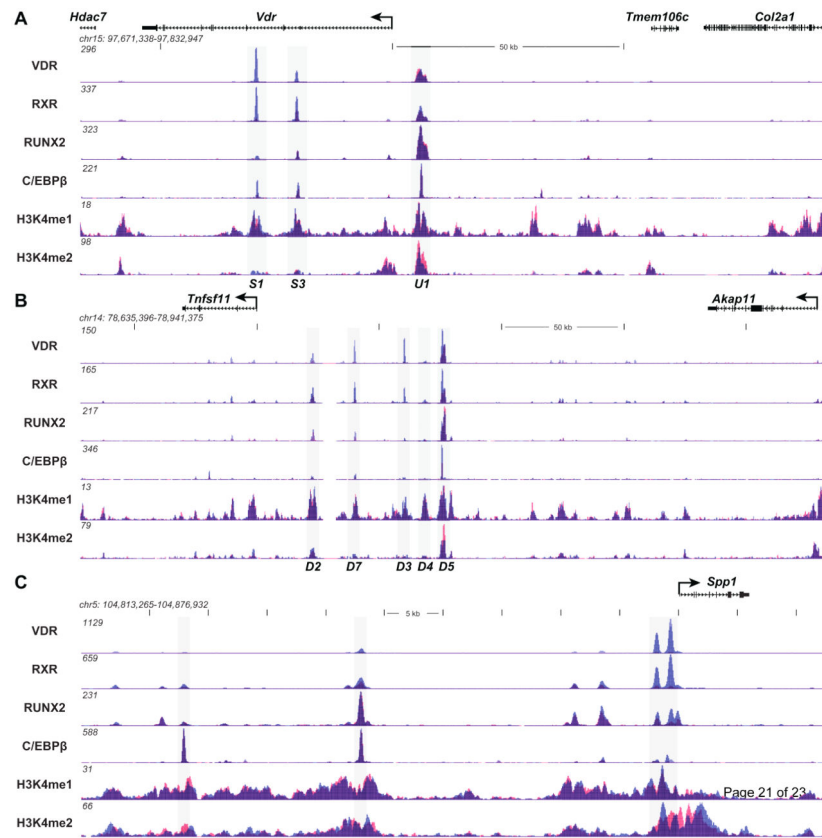 A
Hdac7 Vdr Tmem106c Col2a1
chr15: 97,671,338-97,832,947
50 kb
296
VDR
337
RXR
323
RUNX2
221
C/EBPβ
18
H3K4me1
98
H3K4me2
S1 S3 U1
B
Tnfsf11 Akap11
chr14: 78,635,396-78,941,375
50 kb
150
VDR
165
RXR
217
RUNX2
346
C/EBPβ
13
H3K4me1
79
H3K4me2
D2 D7 D3 D4 D5
C
Spp1
chr5: 104,813,265-104,876,932
5 kb
1129
VDR
659
RXR
231
RUNX2
588
C/EBPβ
31
H3K4me1
Page 21 of 23
66
H3K4me2